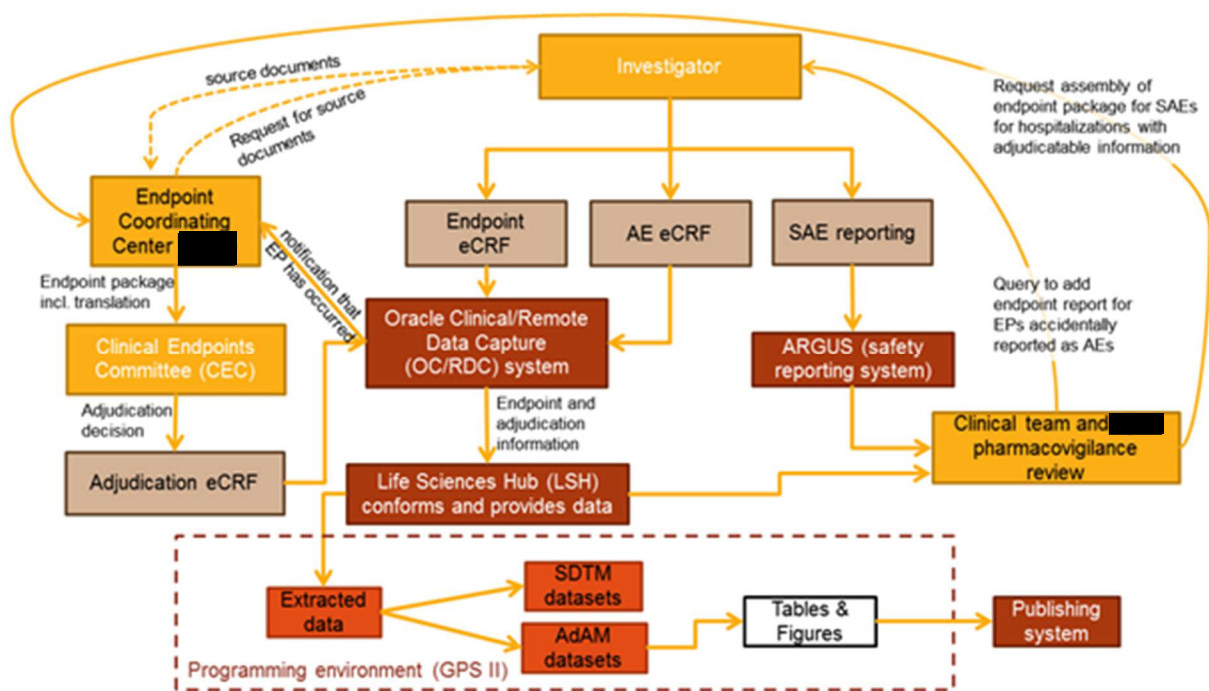 source documents
Investigator
Request assembly of
endpoint package for SAEs
for hospitalizations with
adjudicatable information
Request for source
documents
Endpoint
Coordinating
Center
Endpoint
eCRF
AE eCRF
SAE reporting
notification that
EP has occurred
Endpoint package
incl. translation
Query to add
endpoint report for
EPs accidentally
reported as AEs
Clinical Endpoints
Committee (CEC)
Oracle Clinical/Remote
Data Capture
(OC/RDC) system
ARGUS (safety
reporting system)
Adjudication
decision
Endpoint and
adjudication
information
Clinical team and
pharmacovigilance
review
Adjudication eCRF
Life Sciences Hub (LSH)
conforms and provides data
SDTM
datasets
Extracted
data
Tables &
Figures
Publishing
system
AdAM
datasets
Programming environment (GPS II)